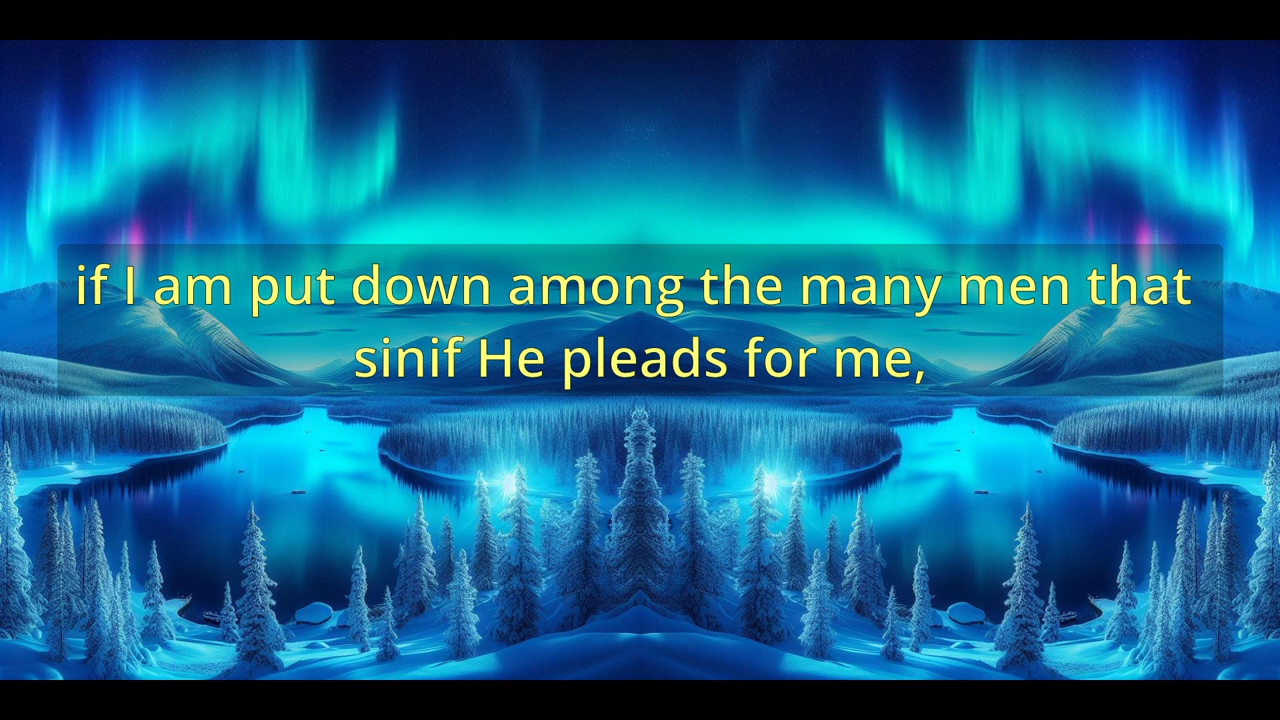 if I am put down among the many men that
sinif He pleads for me,